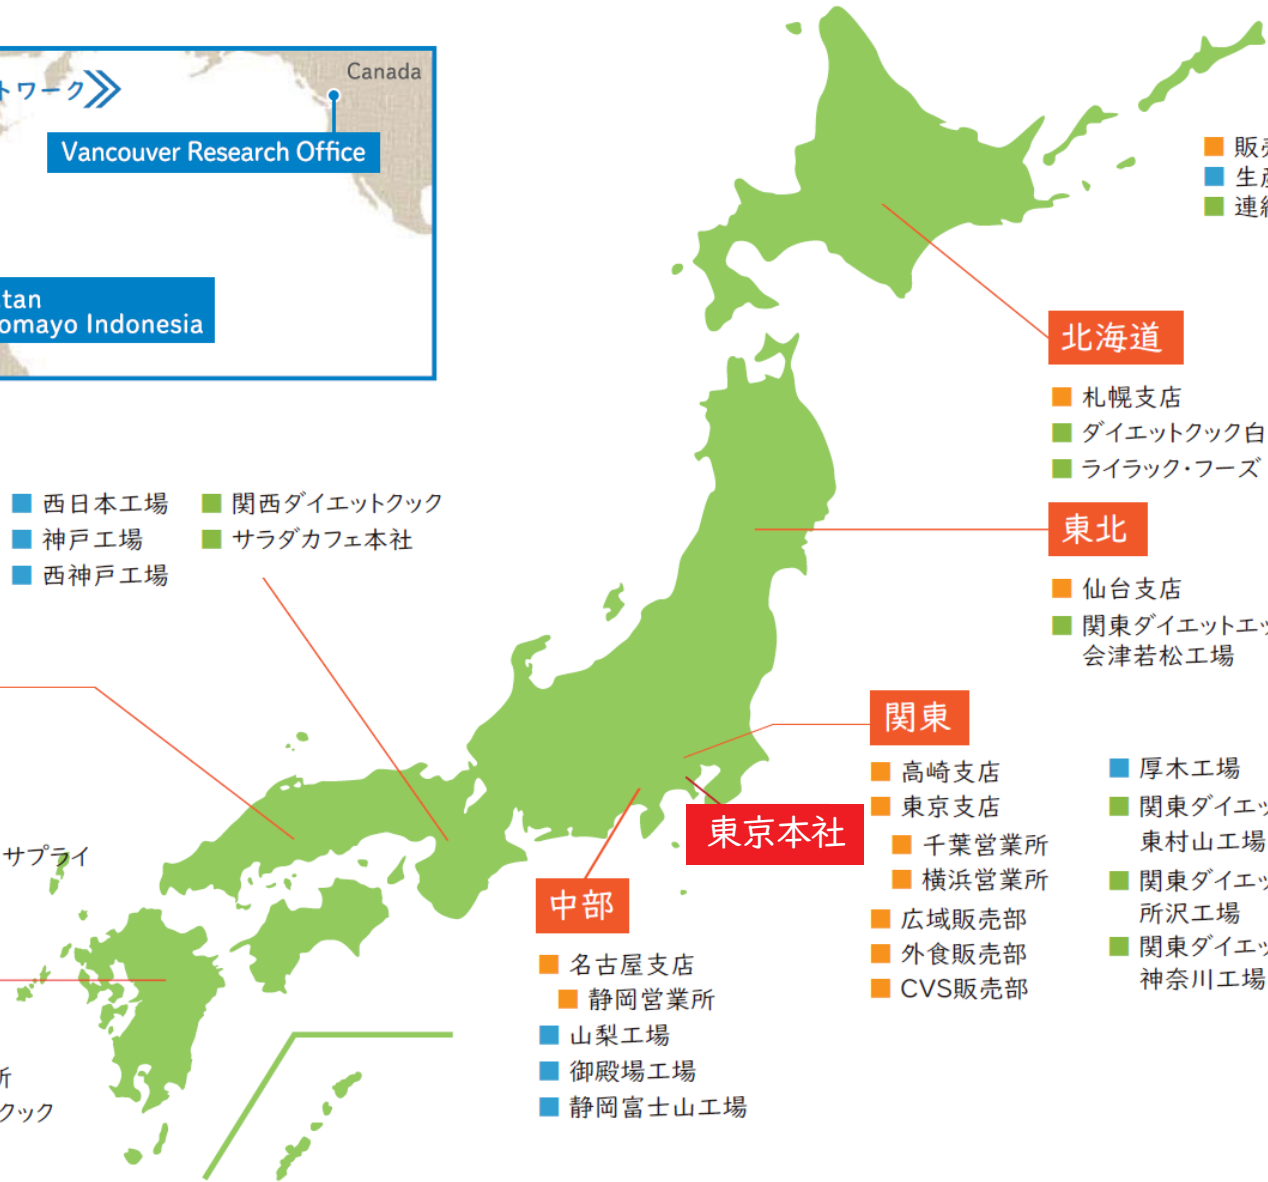 トワーク
Canada
Vancouver Research Office
tan
omayo Indonesia
販
生
連
北海道
札幌支店
ダイエットクック白
ライラック・フーズ
西日本工場
神戸工場
西神戸工場
関西ダイエットクック
サラダカフェ本社
東北
仙台支店
関東ダイエットエッ
会津若松工場
関東
高崎支店
東京支店
千葉営業所
横浜営業所
広域販売部
外食販売部
CVS販売部
厚木工場
関東ダイエッ
東村山工場
関東ダイエッ
所沢工場
関東ダイエッ
神奈川工場
東京本社
サプライ
中部
名古屋支店
静岡営業所
山梨工場
御殿場工場
静岡富士山工場
所
クック